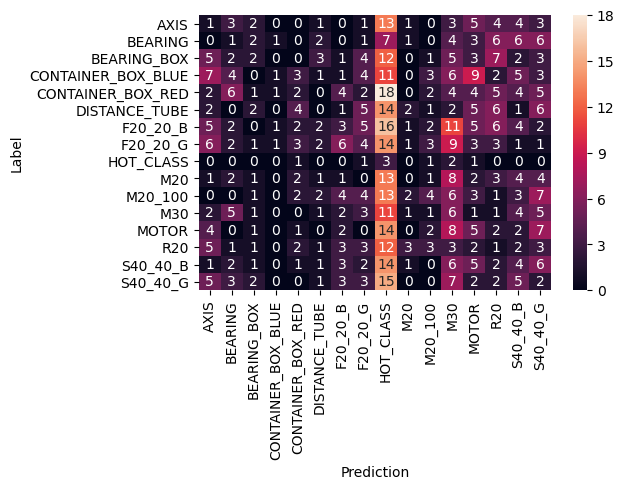 AXIS 1 3 2 0 0 1 0 1 13 1 0 3 5 4 4 3
BEARING 0 1 2 1 0 2 0 1 7 1 0 4 3 6 6 6
BEARING_BOX 5 2 2 0 0 3 1 4 12 0 1 5 3 7 2 3
CONTAINER_BOX_BLUE 7 4 0 1 3 1 1 4 11 0 3 6 9 2 5 3
CONTAINER_BOX_RED 2 6 1 1 2 0 4 2 18 0 2 4 4 5 4 5
DISTANCE_TUBE 2 0 2 0 4 0 1 5 14 2 1 2 5 6 1 6
F20_20_B 5 2 0 1 2 2 3 5 16 1 2 11 5 6 4 2
F20_20_G 6 2 1 1 3 2 6 4 14 1 3 9 3 3 1 1
HOT_CLASS 0 0 0 0 1 0 0 1 3 0 1 2 1 0 0 0
M20 1 2 1 0 2 1 1 0 13 0 1 8 2 3 4 4
M20_100 0 0 1 0 2 2 4 4 13 2 4 6 3 1 3 7
M30 2 5 1 0 0 1 2 3 11 1 1 6 1 1 4 5
MOTOR 4 0 1 0 1 0 2 0 14 0 2 8 5 2 2 7
R20 5 1 1 0 2 1 3 3 12 3 3 3 2 1 2 3
S40_40_B 1 2 1 0 1 1 3 2 14 1 0 6 5 2 4 6
S40_40_G 5 3 2 0 0 1 3 3 15 0 0 7 2 2 5 2
Label
AXIS
BEARING
BEARING_BOX
CONTAINER_BOX_BLUE
CONTAINER_BOX_RED
DISTANCE_TUBE
F20_20_B
F20_20_G
HOT_CLASS
M20
M20_100
M30
MOTOR
R20
S40_40_B
S40_40_G
Prediction
18
15
12
9
6
3
0